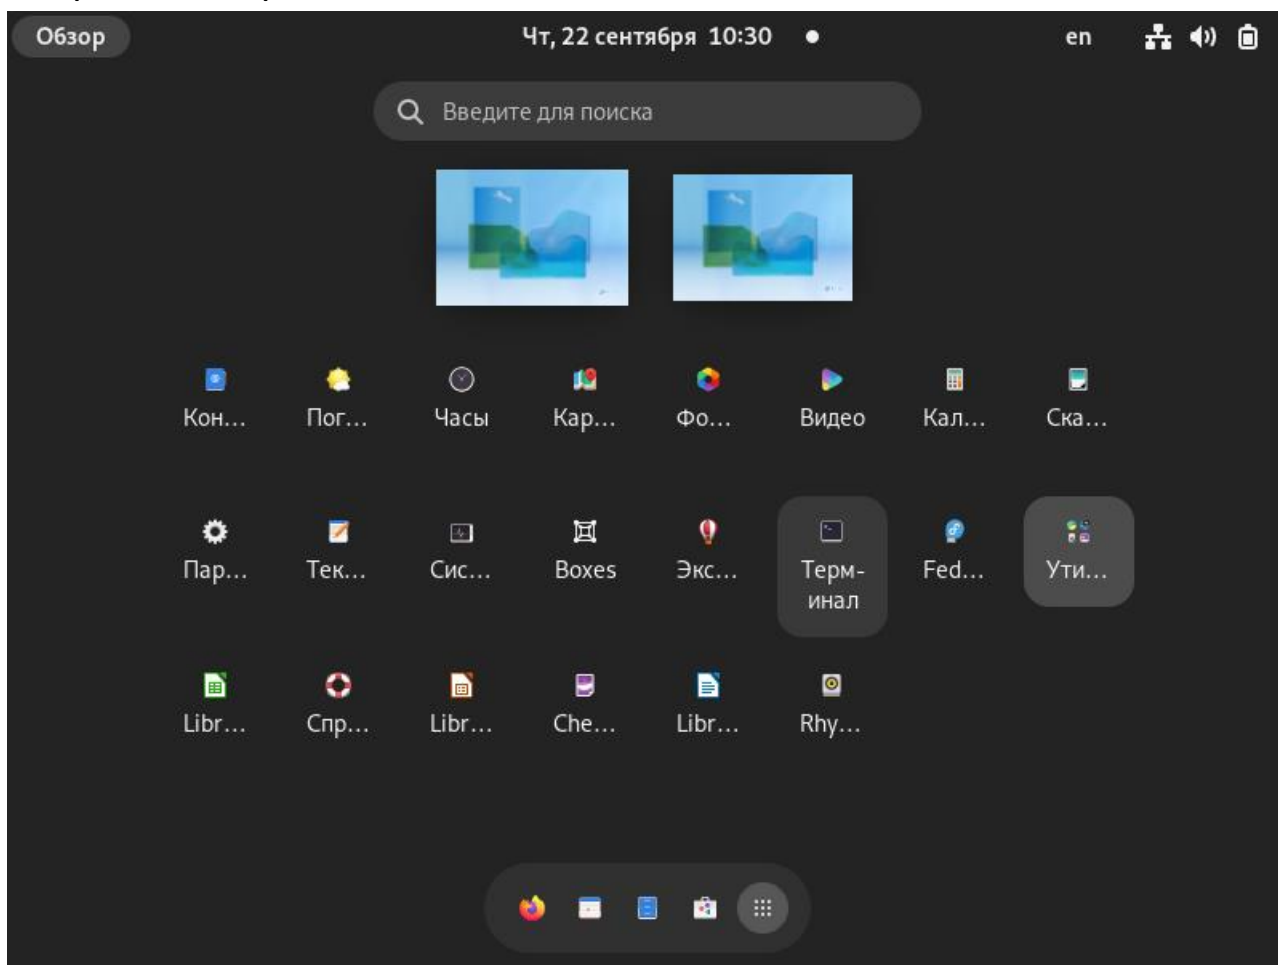 Обзор
Чт, 22 сентября 10:30
en
Введите для поиска
Кон...
Пог...
Часы
Кар...
Фо...
Видео
Кал...
Ска...
Пар...
Тек...
Сис...
Boxes
Экс...
Терм-
инал
Fed...
Ути...
Libr...
Спр...
Libr...
Che...
Libr...
Rhy...